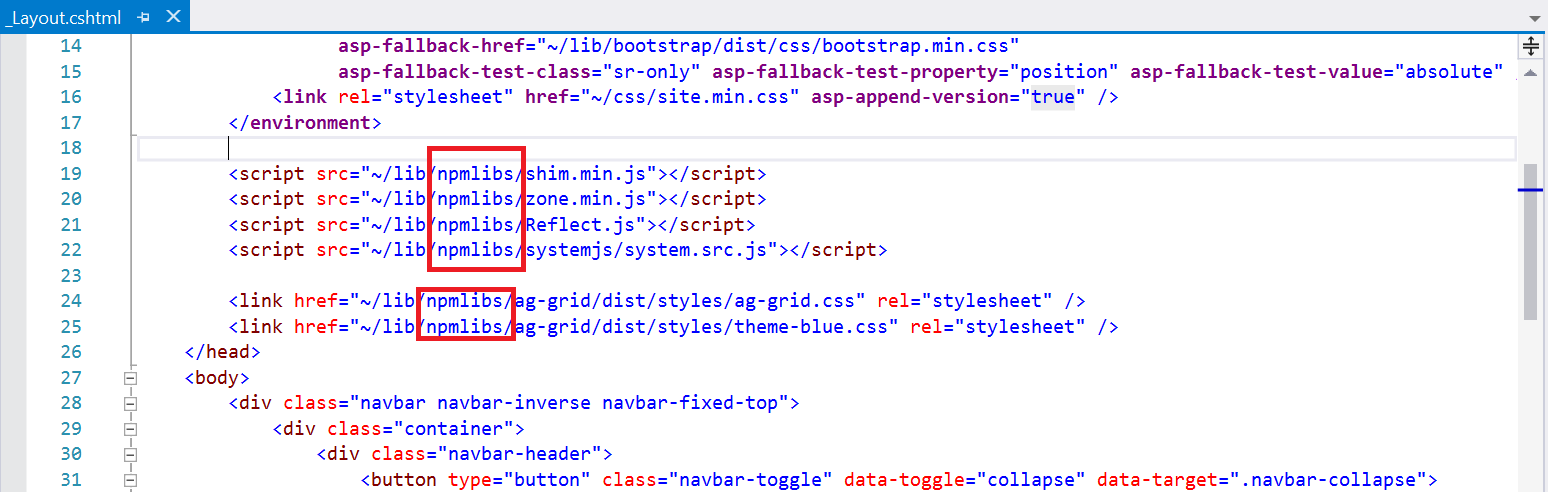 _Layout.cshtml
14 asp-fallback-href="~/lib/bootstrap/dist/css/bootstrap.min.css"
15 asp-fallback-test-class="sr-only" asp-fallback-test-property="position" asp-fallback-test-value="absolute"
16 <link rel="stylesheet" href="~/css/site.min.css" asp-append-version="true" />
17 </environment>
18
19 <script src="~/lib/npmlibs/shim.min.js"></script>
20 <script src="~/lib/npmlibs/zone.min.js"></script>
21 <script src="~/lib/npmlibs/Reflect.js"></script>
22 <script src="~/lib/npmlibs/systemjs/system.src.js"></script>
23
24 <link href="~/lib/npmlibs/ag-grid/dist/styles/ag-grid.css" rel="stylesheet" />
25 <link href="~/lib/npmlibs/ag-grid/dist/styles/theme-blue.css" rel="stylesheet" />
26 </head>
27 <body>
28 <div class="navbar navbar-inverse navbar-fixed-top">
29 <div class="container">
30 <div class="navbar-header">
31 <button type="button" class="navbar-toggle" data-toggle="collapse" data-target=".navbar-collapse">